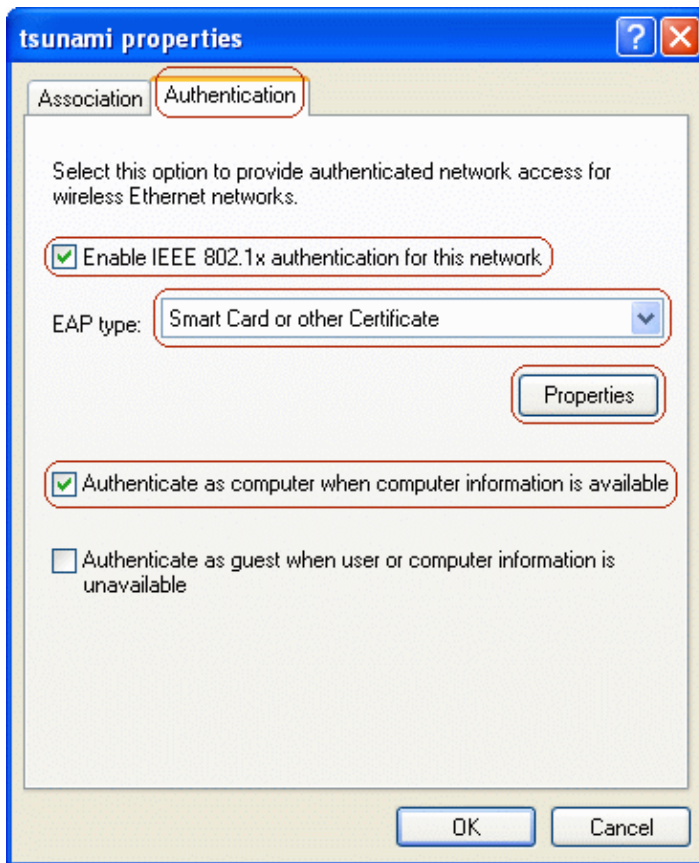 tsunami properties
Association
Authentication
Select this option to provide authenticated network access for
wireless Ethernet networks.
Enable IEEE 802.1x authentication for this network
EAP type:
Smart Card or other Certificate
Properties
Authenticate as computer when computer information is available
Authenticate as guest when user or computer information is
unavailable
OK
Cancel